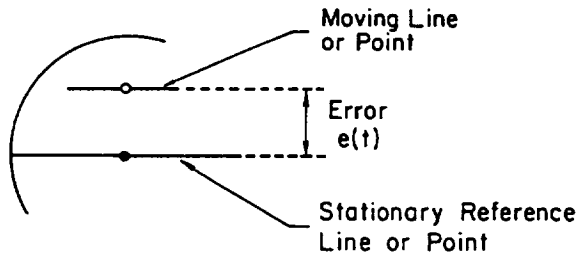 Moving Line
or Point
Error
e(t)
Stationary Reference
Line or Point